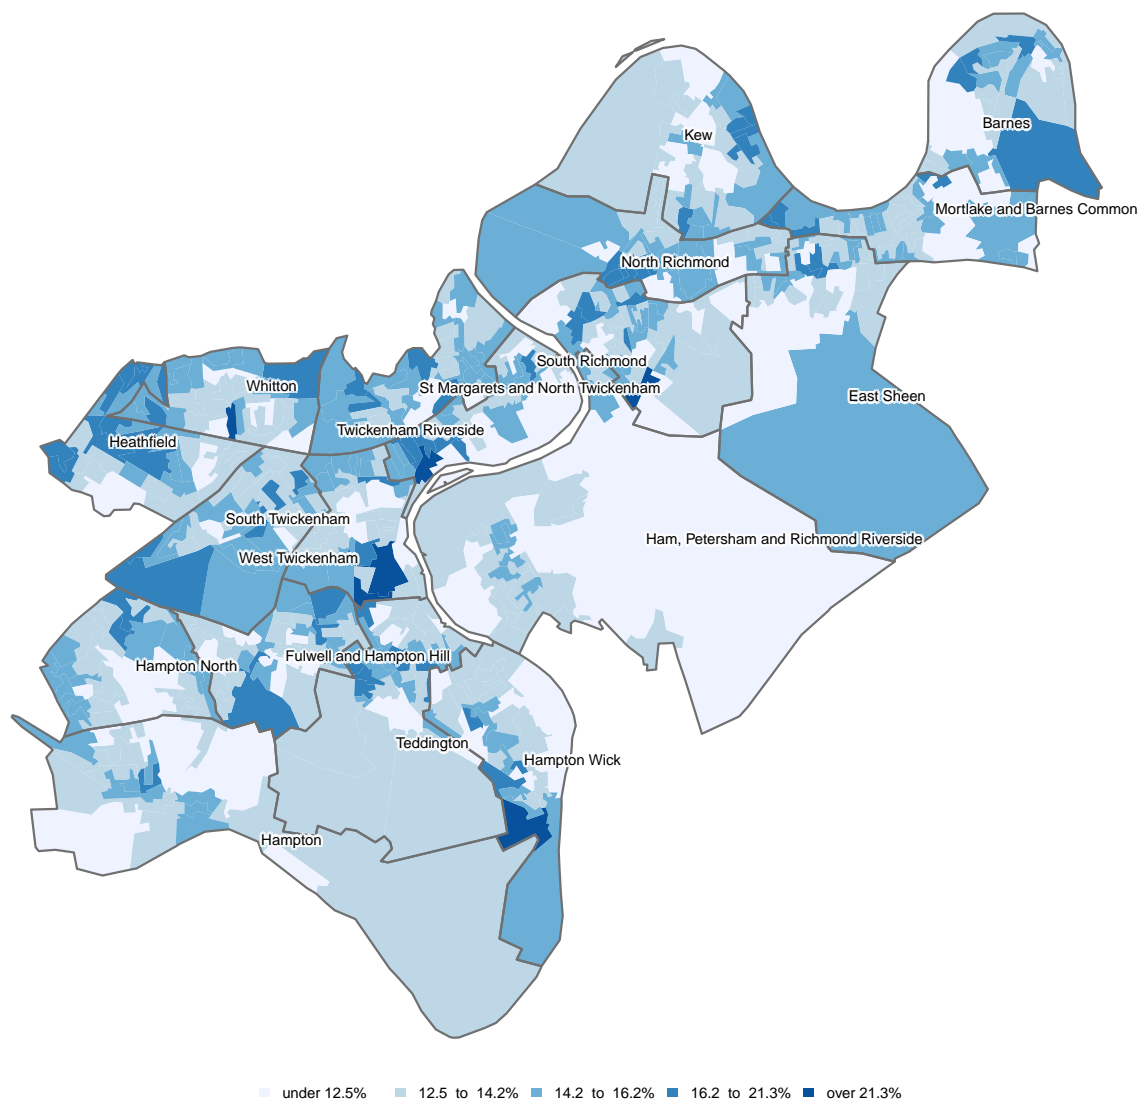 Barnes
Kew
Mortlake and Barnes Common
North Richmond
South Richmond
Whitton
St Margarets and North Twickenham
East Sheen
Twickenham Riverside
Heathfield
South Twickenham
Ham, Petersham and Richmond Riverside
West Twickenham
Fulwell and Hampton Hill
Hampton North
Teddington
Hampton Wick
Hampton
under 12.5% 12.5 to 14.2% 14.2 to 16.2% 16.2 to 21.3% over 21.3%